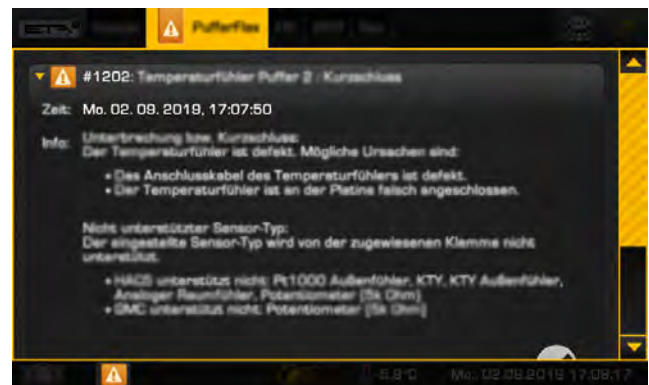 ETA
PufferFlex
#1202: Temperaturfühler Puffer 2 : Kurzschluss
Zeit: Mo. 02. 09. 2019, 17:07:50
Info: Unterbrechung bzw. Kurzschluss:
Der Temperaturfühler ist defekt. Mögliche Ursachen sind:
• Das Anschlusskabel des Temperaturfühlers ist defekt.
• Der Temperaturfühler ist an der Platine falsch angeschlossen.
Nicht unterstützter Sensor-Typ:
Der eingestellte Sensor-Typ wird von der zugewiesenen Klemme nicht
unterstützt.
• unterstützt nicht: Pt1000 Außenfühler, KTY, KTY Außenfühler,
Analoger Raumfühler, Potentiometer (5k Ohm)
• unterstützt nicht: Potentiometer (5k Ohm)
Mo. 02.09.2019 17:08:17